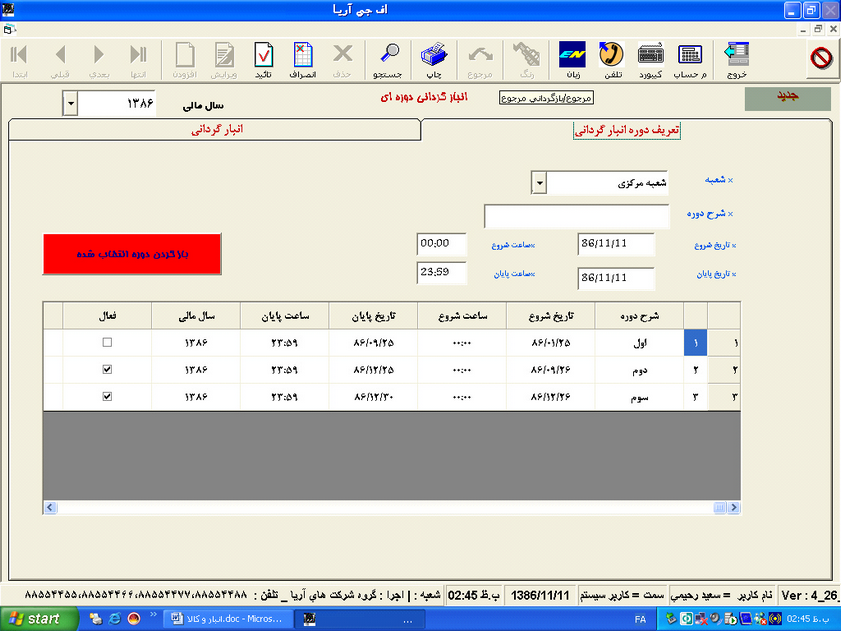 اف جی آریا
خروج م حساب کیبورد تلفن زبان رنگ مرجوع چاپ جستجو حذف انصراف تائید ویرایش افزودن انتها بعدی قبلی ابتدا
جدید
مرجوع/بازگردانی مرجوع
انبار گردانی دوره ای
سال مالی ۱۳۸۶
تعریف دوره انبار گردانی
انبار گردانی
× شعبه شعبه مرکزی
× شرح دوره
× تاریخ شروع 86/11/11 ×ساعت شروع 00:00
× تاریخ پایان 86/11/11 ×ساعت پایان 23:59
باز کردن دوره انتخاب شده
شرح دوره تاریخ شروع ساعت شروع تاریخ پایان ساعت پایان سال مالی فعال
۱ ۱ اول ۸۶/۰۱/۲۵ ۰۰:۰۰ ۸۶/۰۹/۲۵ ۲۳:۵۹ ۱۳۸۶
۲ ۲ دوم ۸۶/۰۹/۲۶ ۰۰:۰۰ ۸۶/۱۲/۲۵ ۲۳:۵۹ ۱۳۸۶
۳ ۳ سوم ۸۶/۱۲/۲۶ ۰۰:۰۰ ۸۶/۱۲/۳۰ ۲۳:۵۹ ۱۳۸۶
Ver : 4_26_ نام کاربر = سعید رحیمی سمت = کاربر سیستم 1386/11/11 02:45 ب.ظ شعبه : | اجرا : گروه شرکت های آریا _ تلفن : ۸۸۵۵۴۴۵۵،۸۸۵۵۴۴۶۶،۸۸۵۵۴۴۷۷،۸۸۵۵۴۴۸۸
start
انبار و کالا.doc - Micros...
...
FA
02:45 ب.ظ